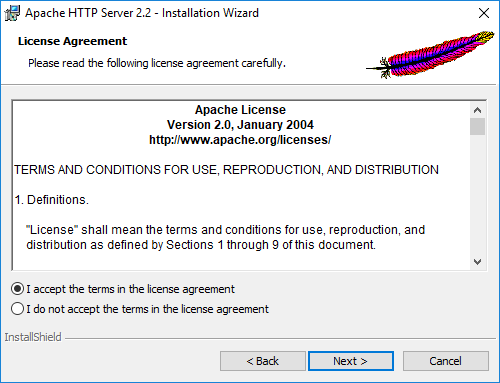 Apache HTTP Server 2.2 - Installation Wizard
License Agreement
Please read the following license agreement carefully.
Apache License
Version 2.0, January 2004
http://www.apache.org/licenses/
TERMS AND CONDITIONS FOR USE, REPRODUCTION, AND DISTRIBUTION
1. Definitions.
"License" shall mean the terms and conditions for use, reproduction, and
distribution as defined by Sections 1 through 9 of this document.
I accept the terms in the license agreement
I do not accept the terms in the license agreement
InstallShield
< Back
Next >
Cancel